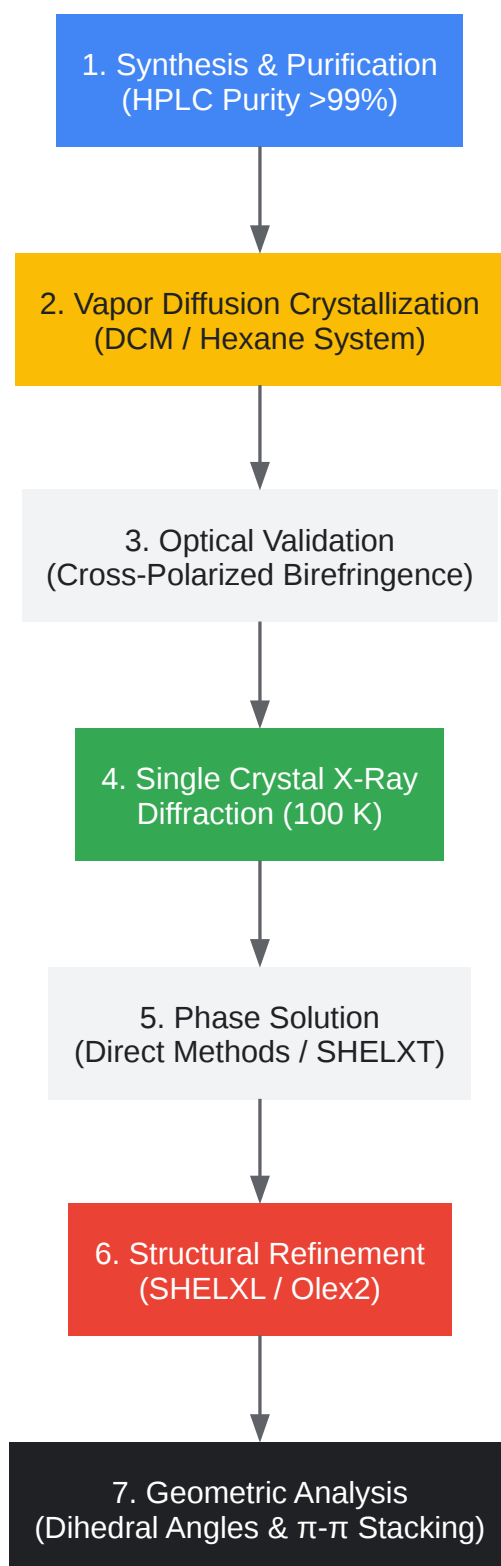 1. Synthesis & Purification
(HPLC Purity >99%)
2. Vapor Diffusion Crystallization
(DCM / Hexane System)
3. Optical Validation
(Cross-Polarized Birefringence)
4. Single Crystal X-Ray
Diffraction (100 K)
5. Phase Solution
(Direct Methods / SHELXT)
6. Structural Refinement
(SHELXL / Olex2)
7. Geometric Analysis
(Dihedral Angles & π-π Stacking)